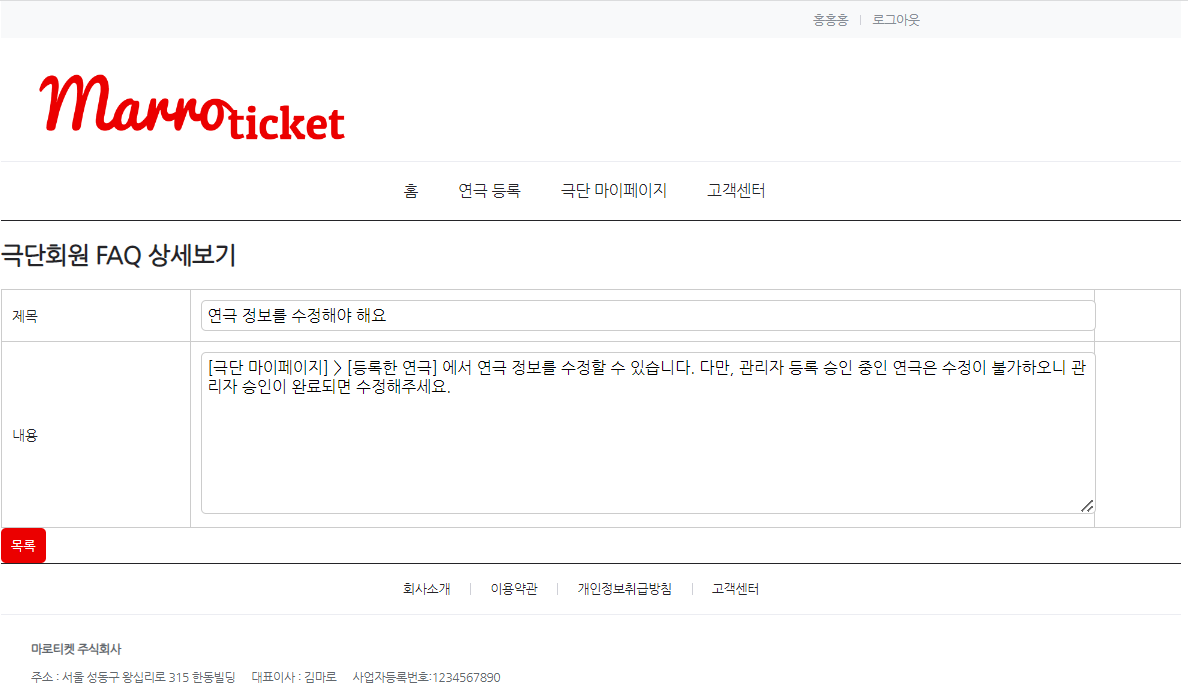 홍홍홍 로그아웃
Marroticket
홈 연극 등록 극단 마이페이지 고객센터
극단회원 FAQ 상세보기
제목 연극 정보를 수정해야 해요
[극단 마이페이지] > [등록한 연극] 에서 연극 정보를 수정할 수 있습니다. 다만, 관리자 등록 승인 중인 연극은 수정이 불가하오니 관
리자 승인이 완료되면 수정해주세요.
내용
목록
회사소개 이용약관 개인정보취급방침 고객센터
마로티켓 주식회사
주소 : 서울 성동구 왕십리로 315 한동빌딩 대표이사 : 김마로 사업자등록번호:1234567890